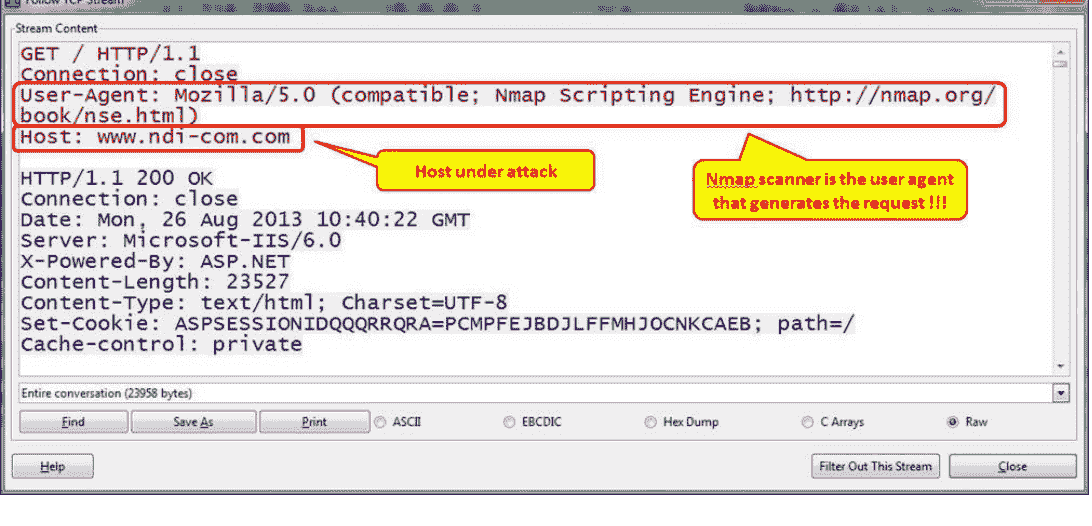 Follow TCP Stream
Stream Content
GET / HTTP/1.1
Connection: close
User-Agent: Mozilla/5.0 (compatible; Nmap Scripting Engine; http://nmap.org/
book/nse.html)
Host: www.ndi-com.com
Host under attack
Nmap scanner is the user agent
that generates the request !!!
HTTP/1.1 200 OK
Connection: close
Date: Mon, 26 Aug 2013 10:40:22 GMT
Server: Microsoft-IIS/6.0
X-Powered-By: ASP.NET
Content-Length: 23527
Content-Type: text/html; Charset=UTF-8
Set-Cookie: ASPSESSIONIDQQQRRQRA=PCMPFEJBDJLFFMHJOCNKCAEB; path=/
Cache-control: private
Entire conversation (23958 bytes)
Find
Save As
Print
ASCII
EBCDIC
Hex Dump
C Arrays
Raw
Help
Filter Out This Stream
Close